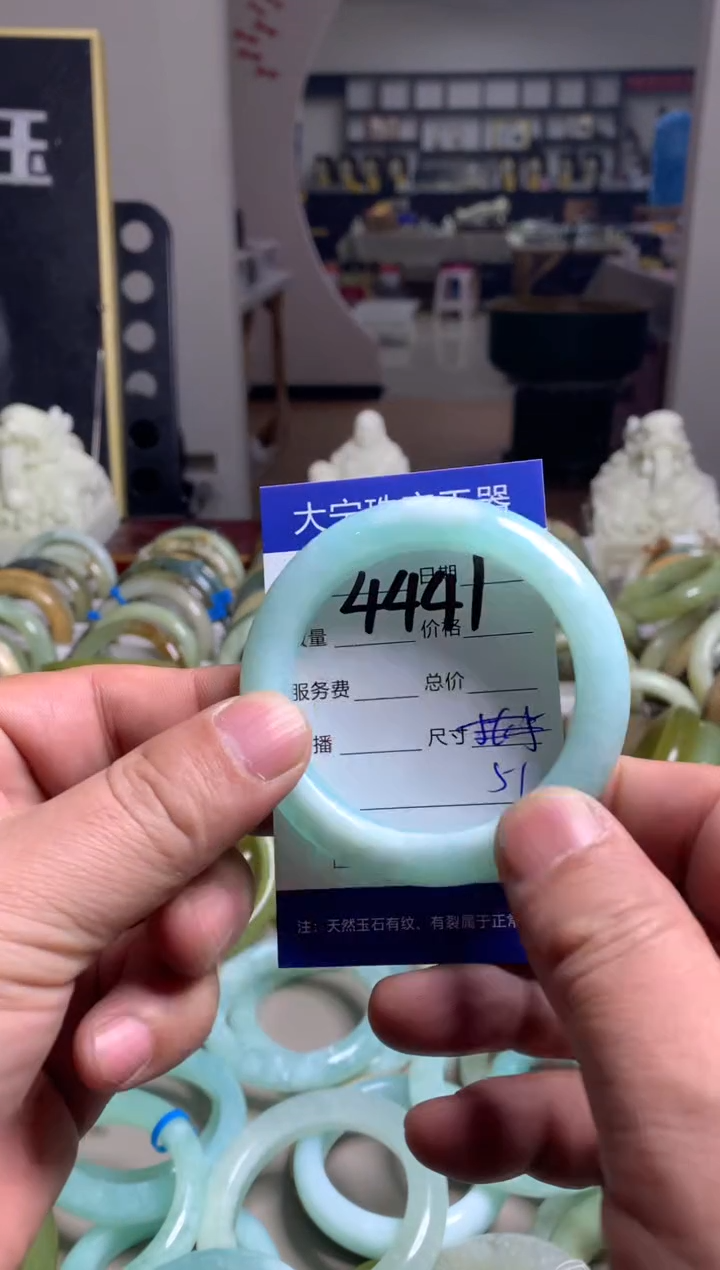 玉
大宁珠宝玉器
4441
日期
量
价格
服务费
总价
播
尺寸
51
注：天然玉石有纹、有裂属于正常